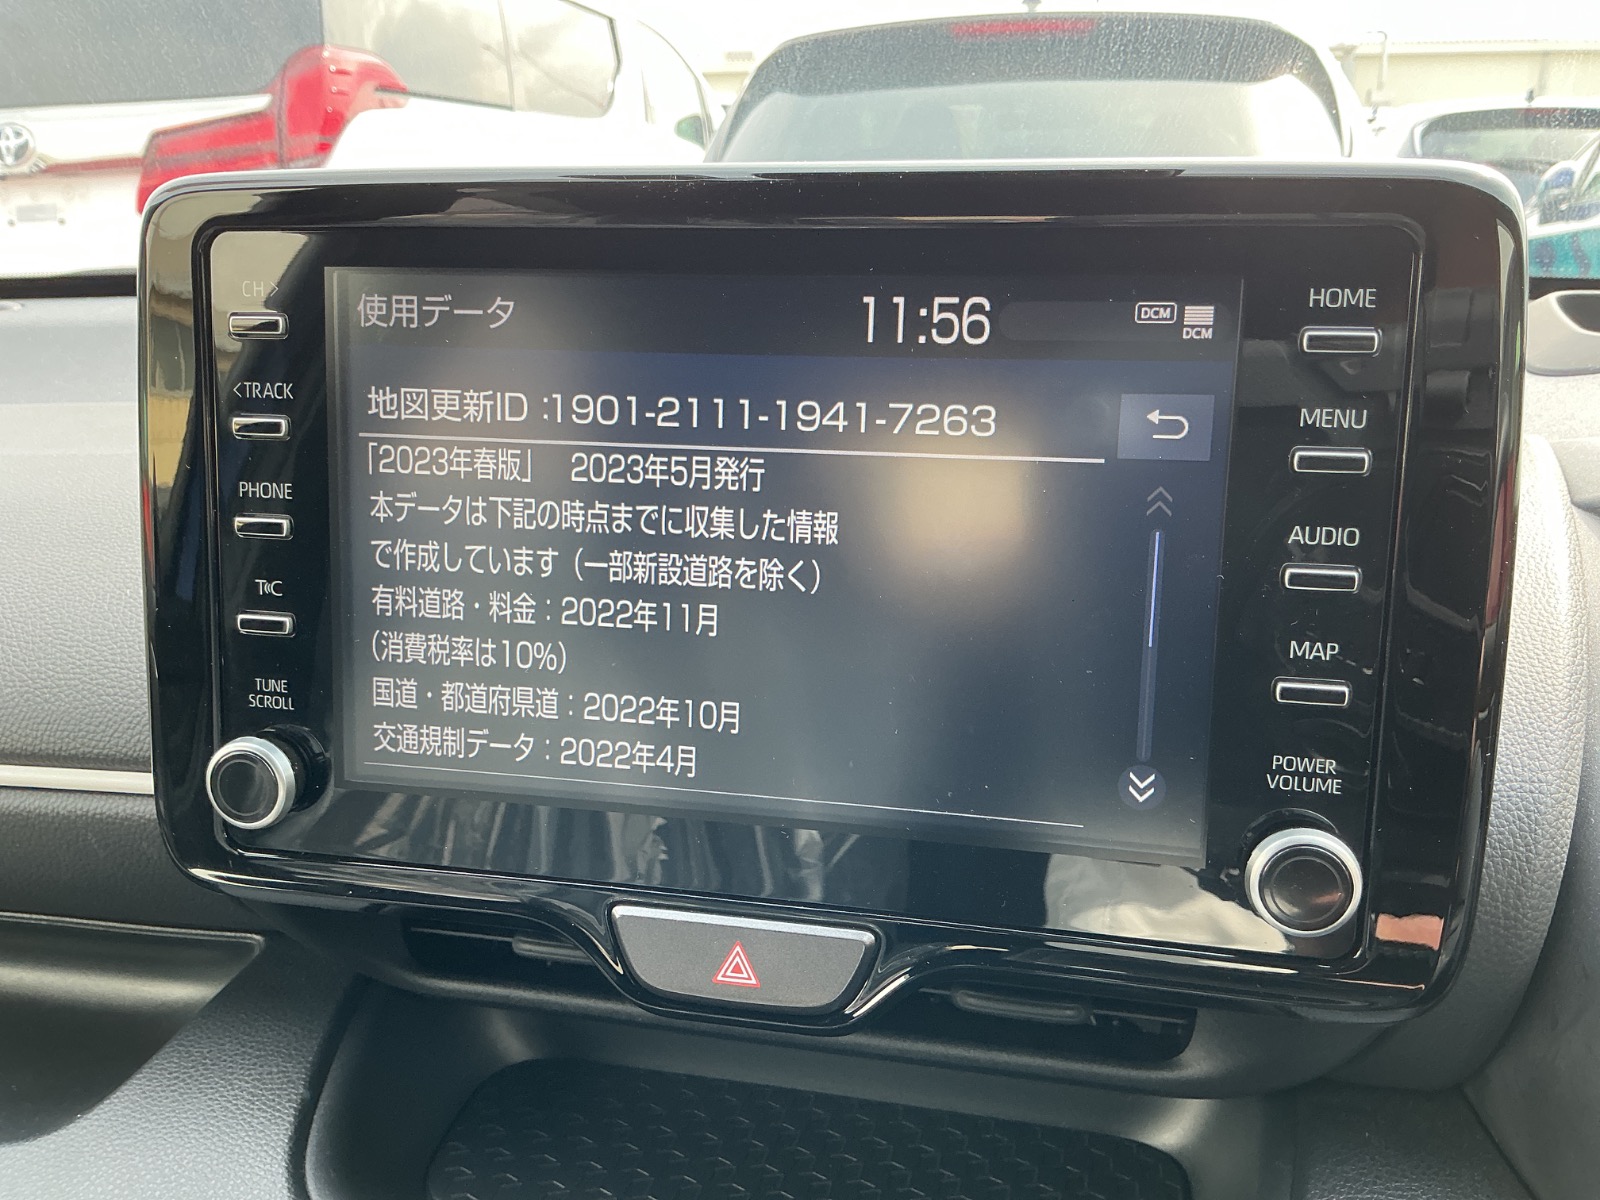 使用データ
11:56
DCM
DCM
地図更新ID：1901-2111-1941-7263
「2023年春版」 2023年5月発行
本データは下記の時点までに収集した情報
で作成しています（一部新設道路を除く）
有料道路・料金：2022年11月
（消費税率は10%）
国道・都道府県道：2022年10月
交通規制データ：2022年4月
CH>
<TRACK
PHONE
T«C
TUNE
SCROLL
HOME
MENU
AUDIO
MAP
POWER
VOLUME